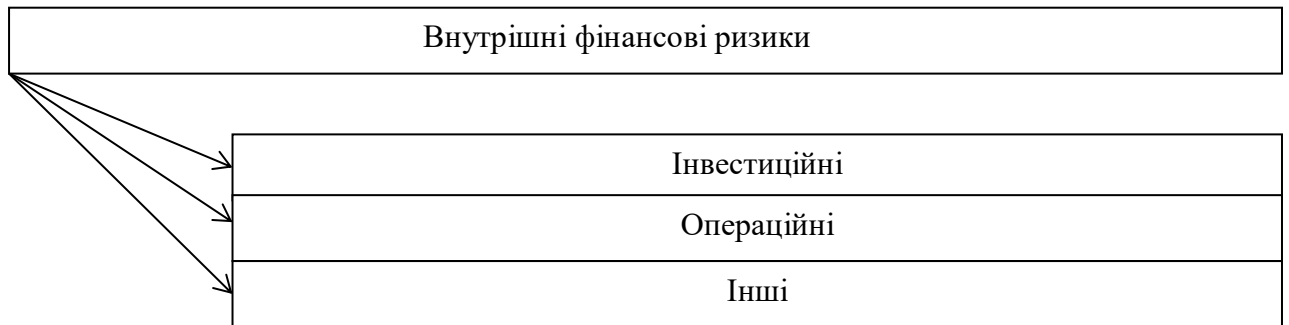 Внутрішні фінансові ризики
Інвестиційні
Операційні
Інші